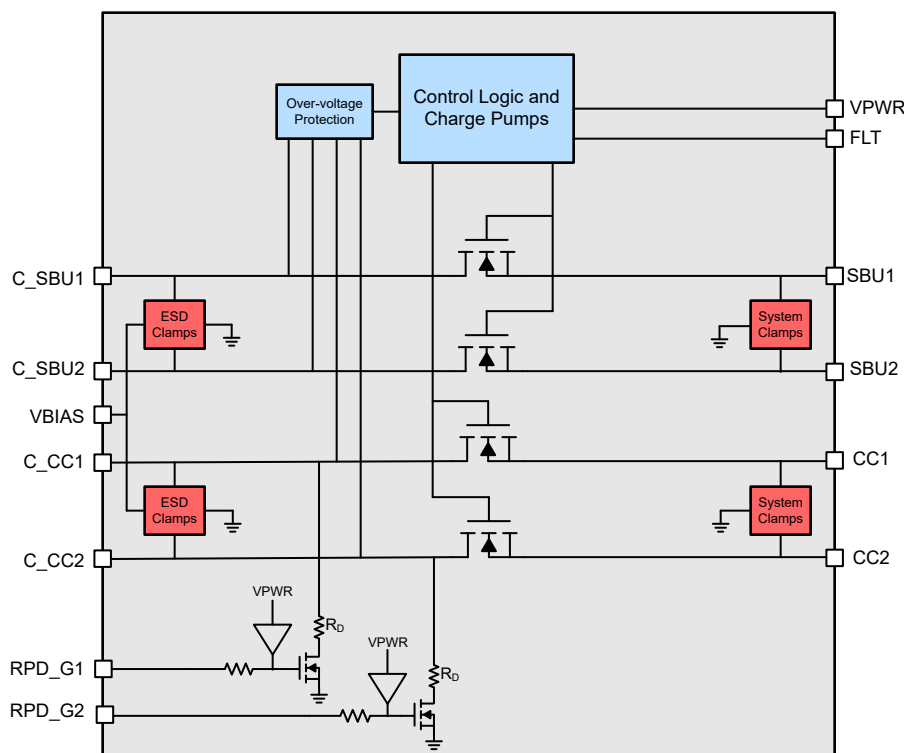 Control Logic and
Charge Pumps
Over-voltage
Protection
VPWR
FLT
C_SBU1
SBU1
ESD
Clamps
System
Clamps
C_SBU2
SBU2
VBIAS
C_CC1
CC1
ESD
Clamps
System
Clamps
C_CC2
CC2
VPWR
RD
VPWR
RPD_G1
RD
RPD_G2